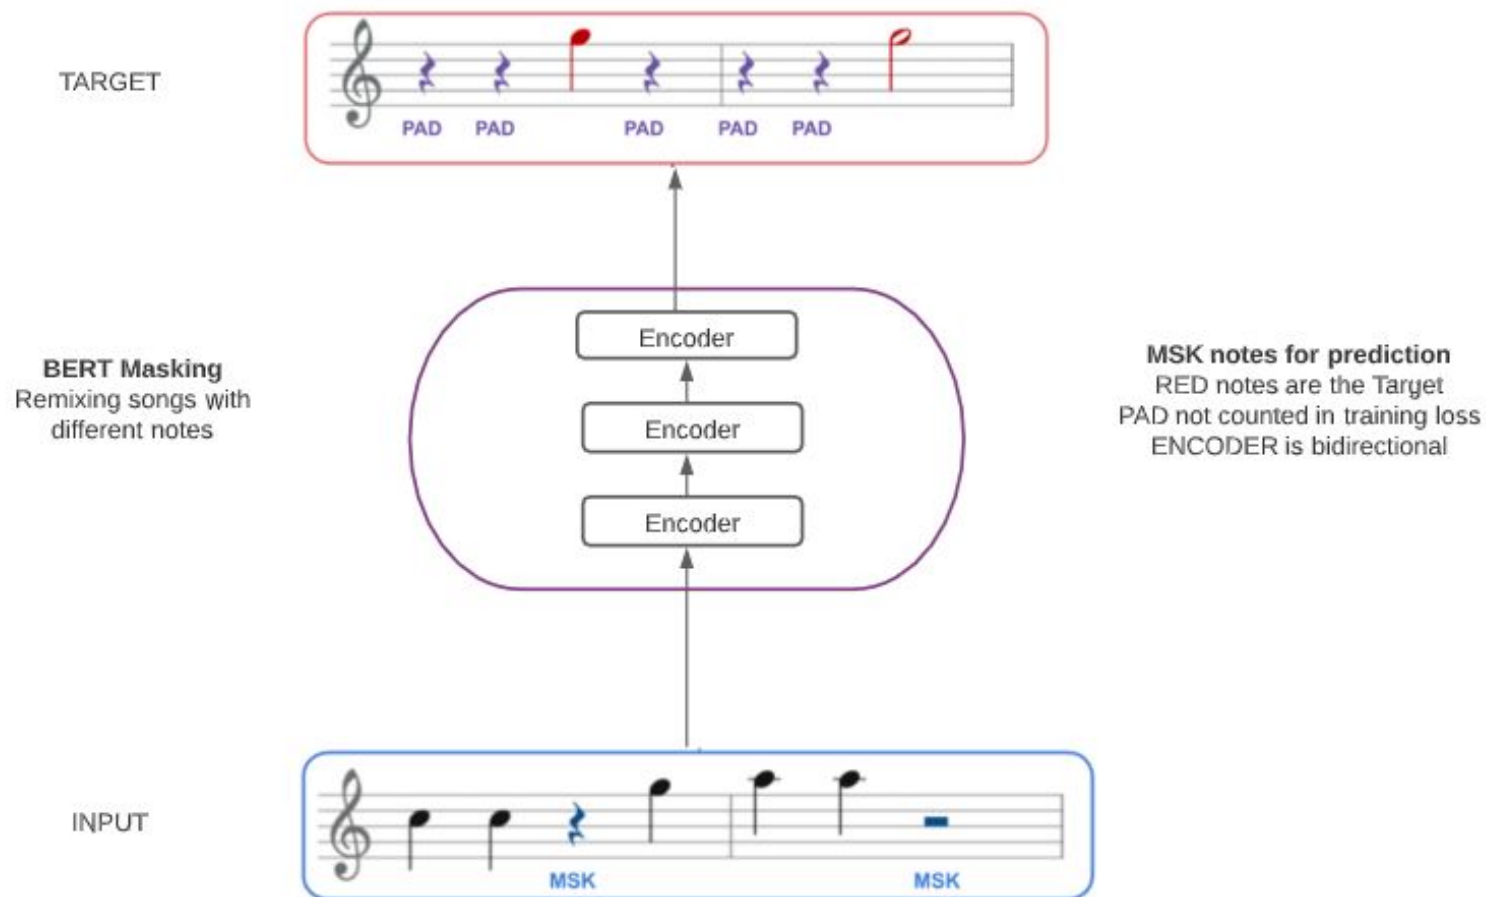 TARGET
PAD PAD PAD PAD PAD
Encoder
BERT Masking
Remixing songs with
different notes
Encoder
Encoder
MSK notes for prediction
RED notes are the Target
PAD not counted in training loss
ENCODER is bidirectional
INPUT
MSK MSK